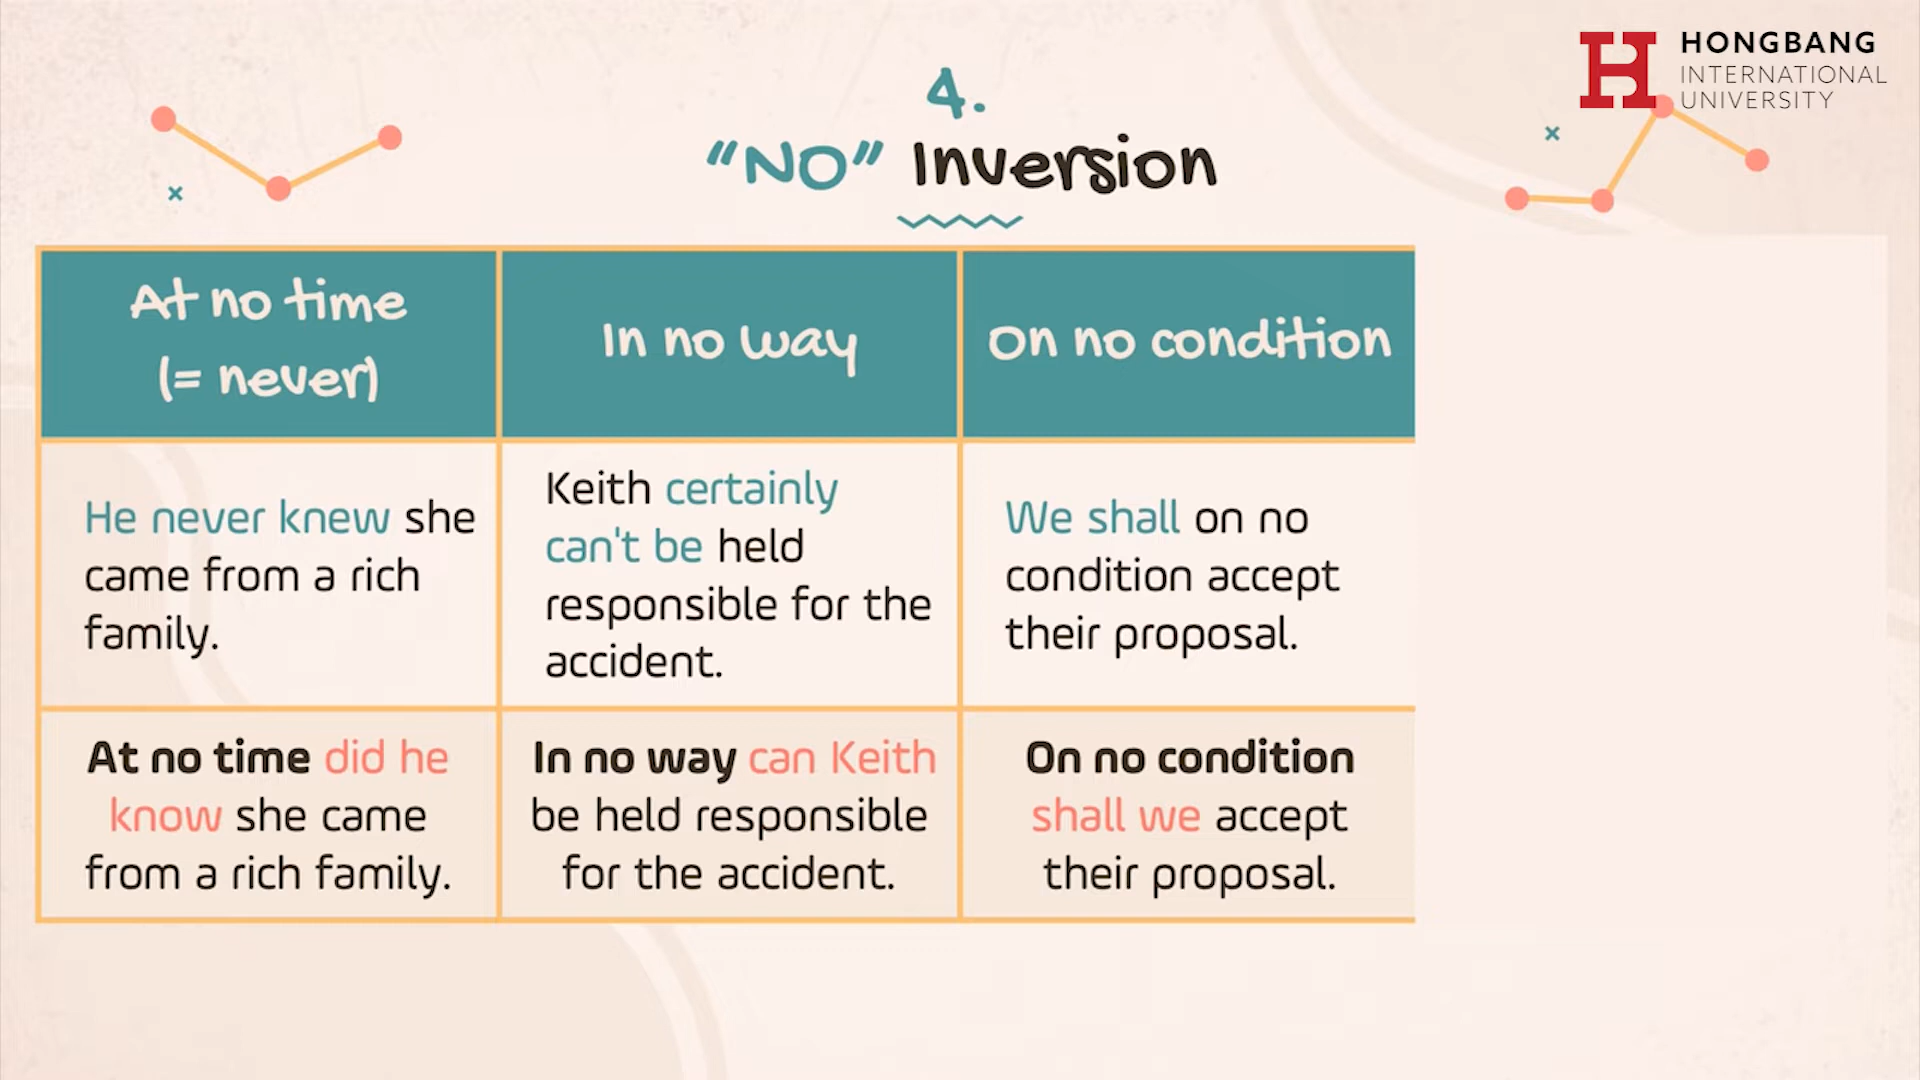 HONGBANG
INTERNATIONAL
UNIVERSITY
4.
"NO" Inversion
At no time
(= never)
In no way
On no condition
He never knew she
came from a rich
family.
Keith certainly
can't be held
responsible for the
accident.
We shall on no
condition accept
their proposal.
At no time did he
know she came
from a rich family.
In no way can Keith
be held responsible
for the accident.
On no condition
shall we accept
their proposal.